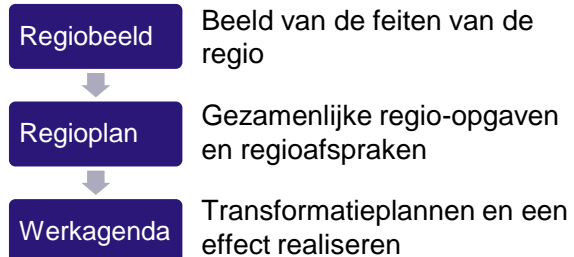 Regiobeeld
Beeld van de feiten van de
regio
Regioplan
Gezamenlijke regio-opgaven
en regioafspraken
Werkagenda
Transformatieplannen en een
effect realiseren